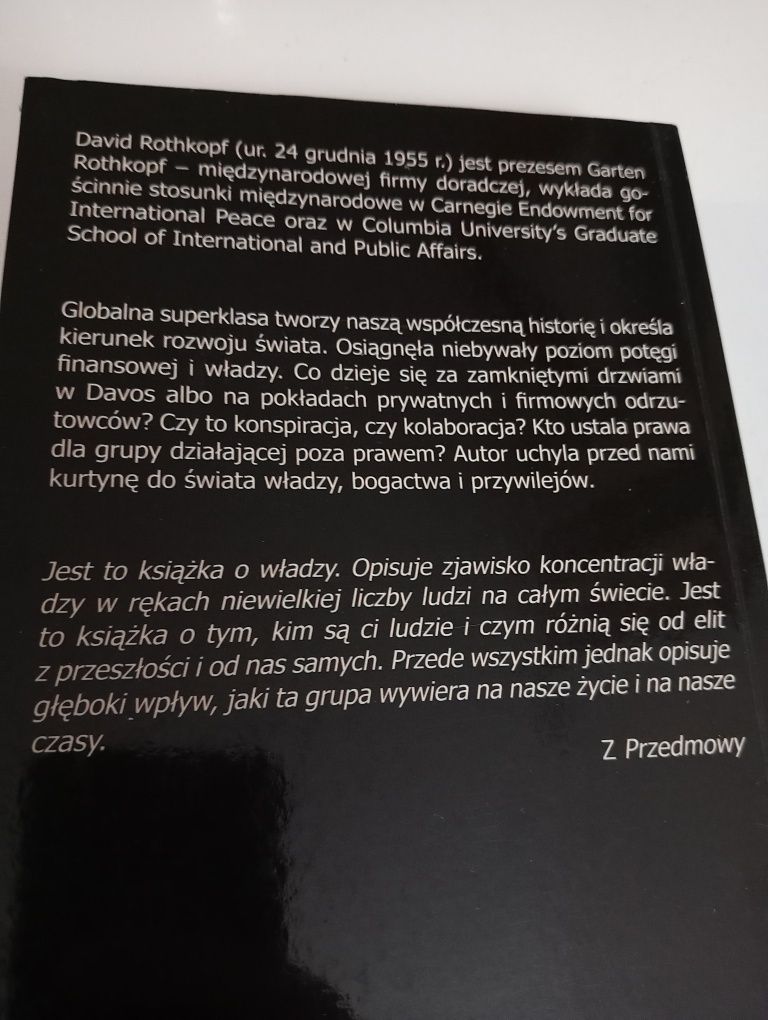 David Rothkopf (ur. 24 grudnia 1955 r.) jest prezesem Garten
Rothkopf – międzynarodowej firmy doradczej, wykłada go-
ścinnie stosunki międzynarodowe w Carnegie Endowment for
International Peace oraz w Columbia University's Graduate
School of International and Public Affairs.
Globalna superklasa tworzy naszą współczesną historię i określa
kierunek rozwoju świata. Osiągnęła niebywały poziom potęgi
finansowej i władzy. Co dzieje się za zamkniętymi drzwiami
w Davos albo na pokładach prywatnych i firmowych odrzu-
towców? Czy to konspiracja, czy kolaboracja? Kto ustala prawa
dla grupy działającej poza prawem? Autor uchyla przed nami
kurtynę do świata władzy, bogactwa i przywilejów.
Jest to książka o władzy. Opisuje zjawisko koncentracji wła-
dzy w rękach niewielkiej liczby ludzi na całym świecie. Jest
to książka o tym, kim są ci ludzie i czym różnią się od elit
z przeszłości i od nas samych. Przede wszystkim jednak opisuje
głęboki wpływ, jaki ta grupa wywiera na nasze życie i na nasze
czasy.
Z Przedmowy